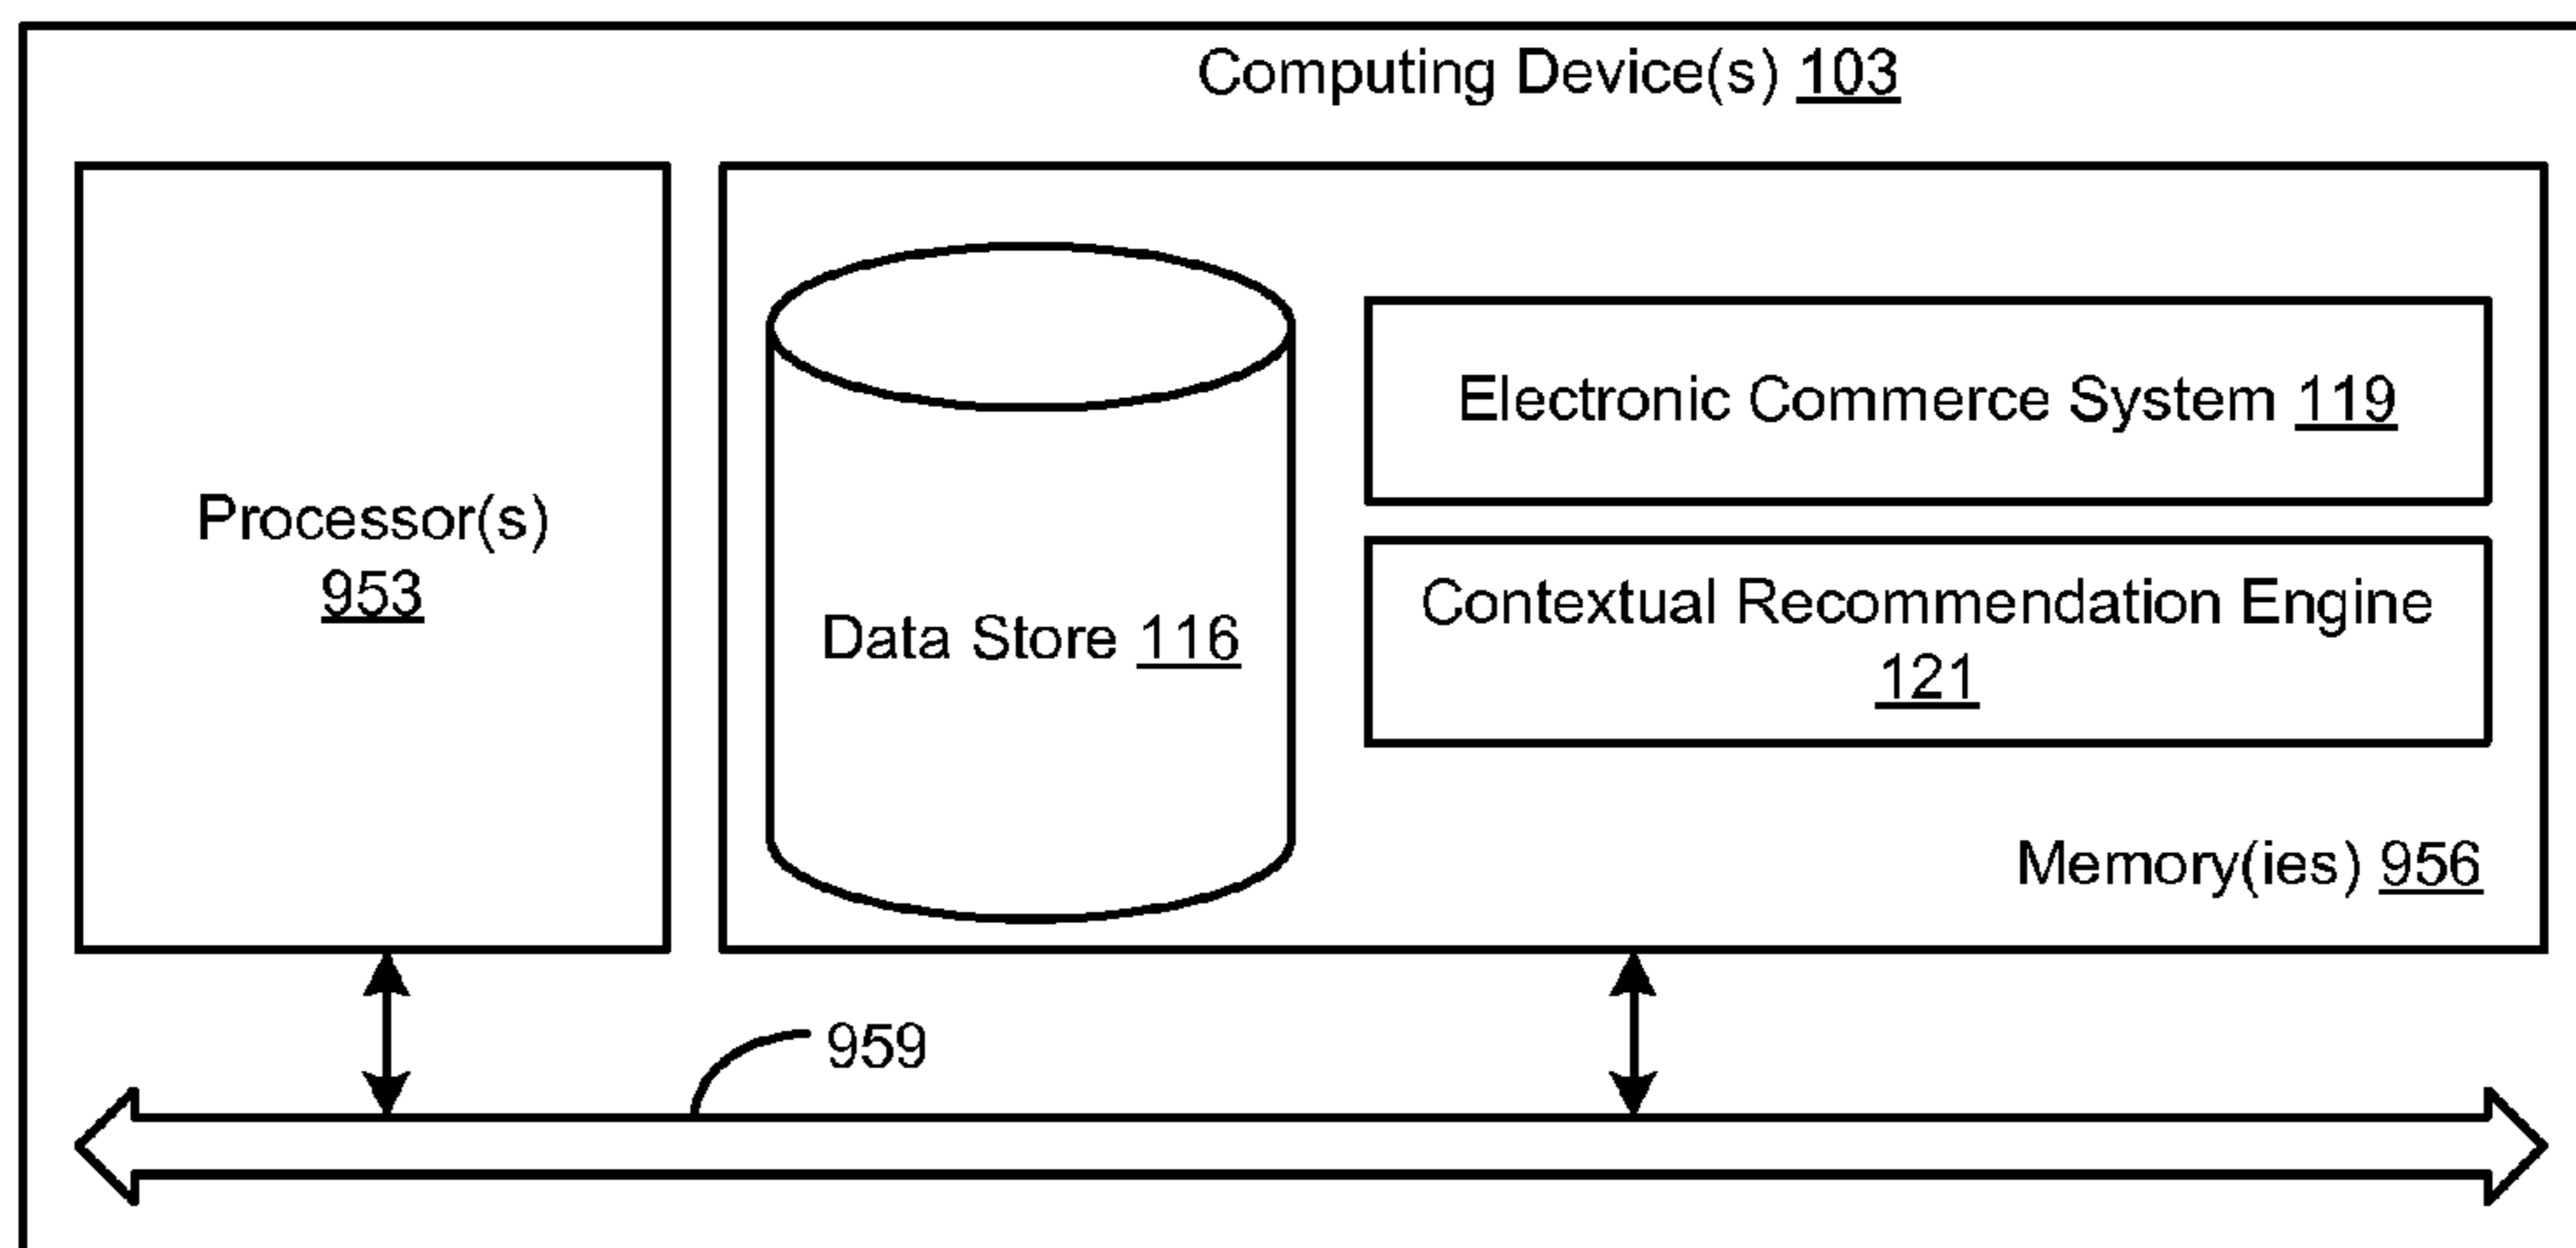 Computing Device(s) 103
Processor(s)
953
Data Store 116
Electronic Commerce System 119
Contextual Recommendation Engine
121
Memory(ies) 956
959